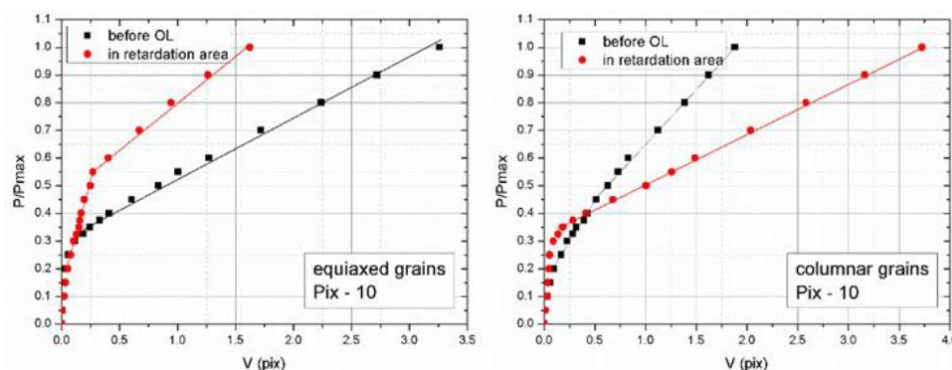 before OL
in retardation area
P/Pmax
1.0
0.9
0.8
0.7
0.6
0.5
0.4
0.3
0.2
0.1
0.0
equiaxed grains
Pix - 10
0.0 0.5 1.0 1.5 2.0 2.5 3.0 3.5
V (pix)
before OL
in retardation area
P/Pmax
1.0
0.9
0.8
0.7
0.6
0.5
0.4
0.3
0.2
0.1
0.0
columnar grains
Pix - 10
0.0 0.5 1.0 1.5 2.0 2.5 3.0 3.5 4.0
V (pix)